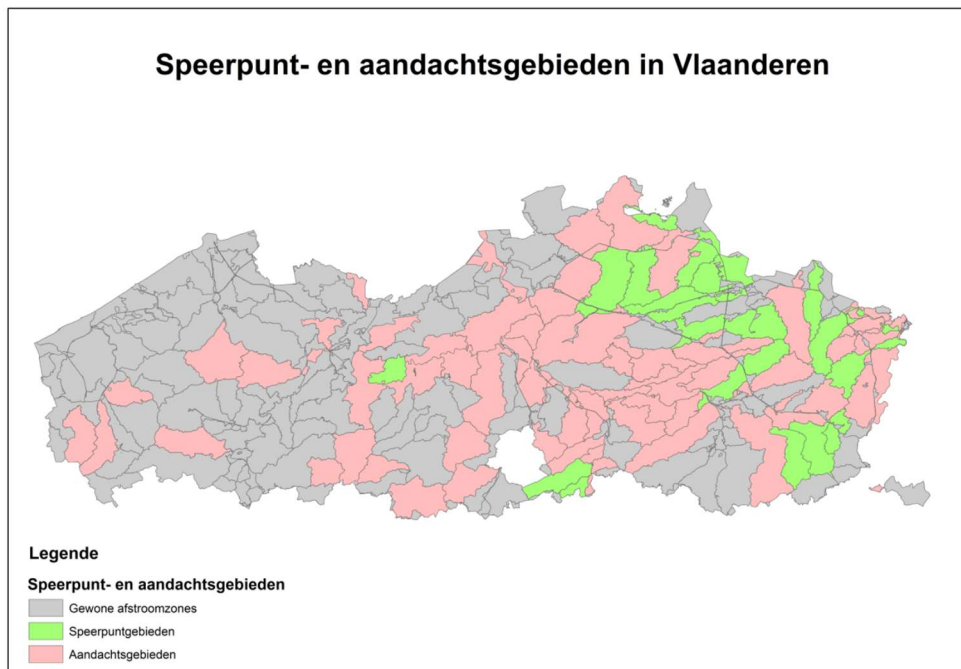 Speerpunt- en aandachtsgebieden in Vlaanderen
Legende
Speerpunt- en aandachtsgebieden
Gewone afstroomzones
Speerpuntgebieden
Aandachtsgebieden